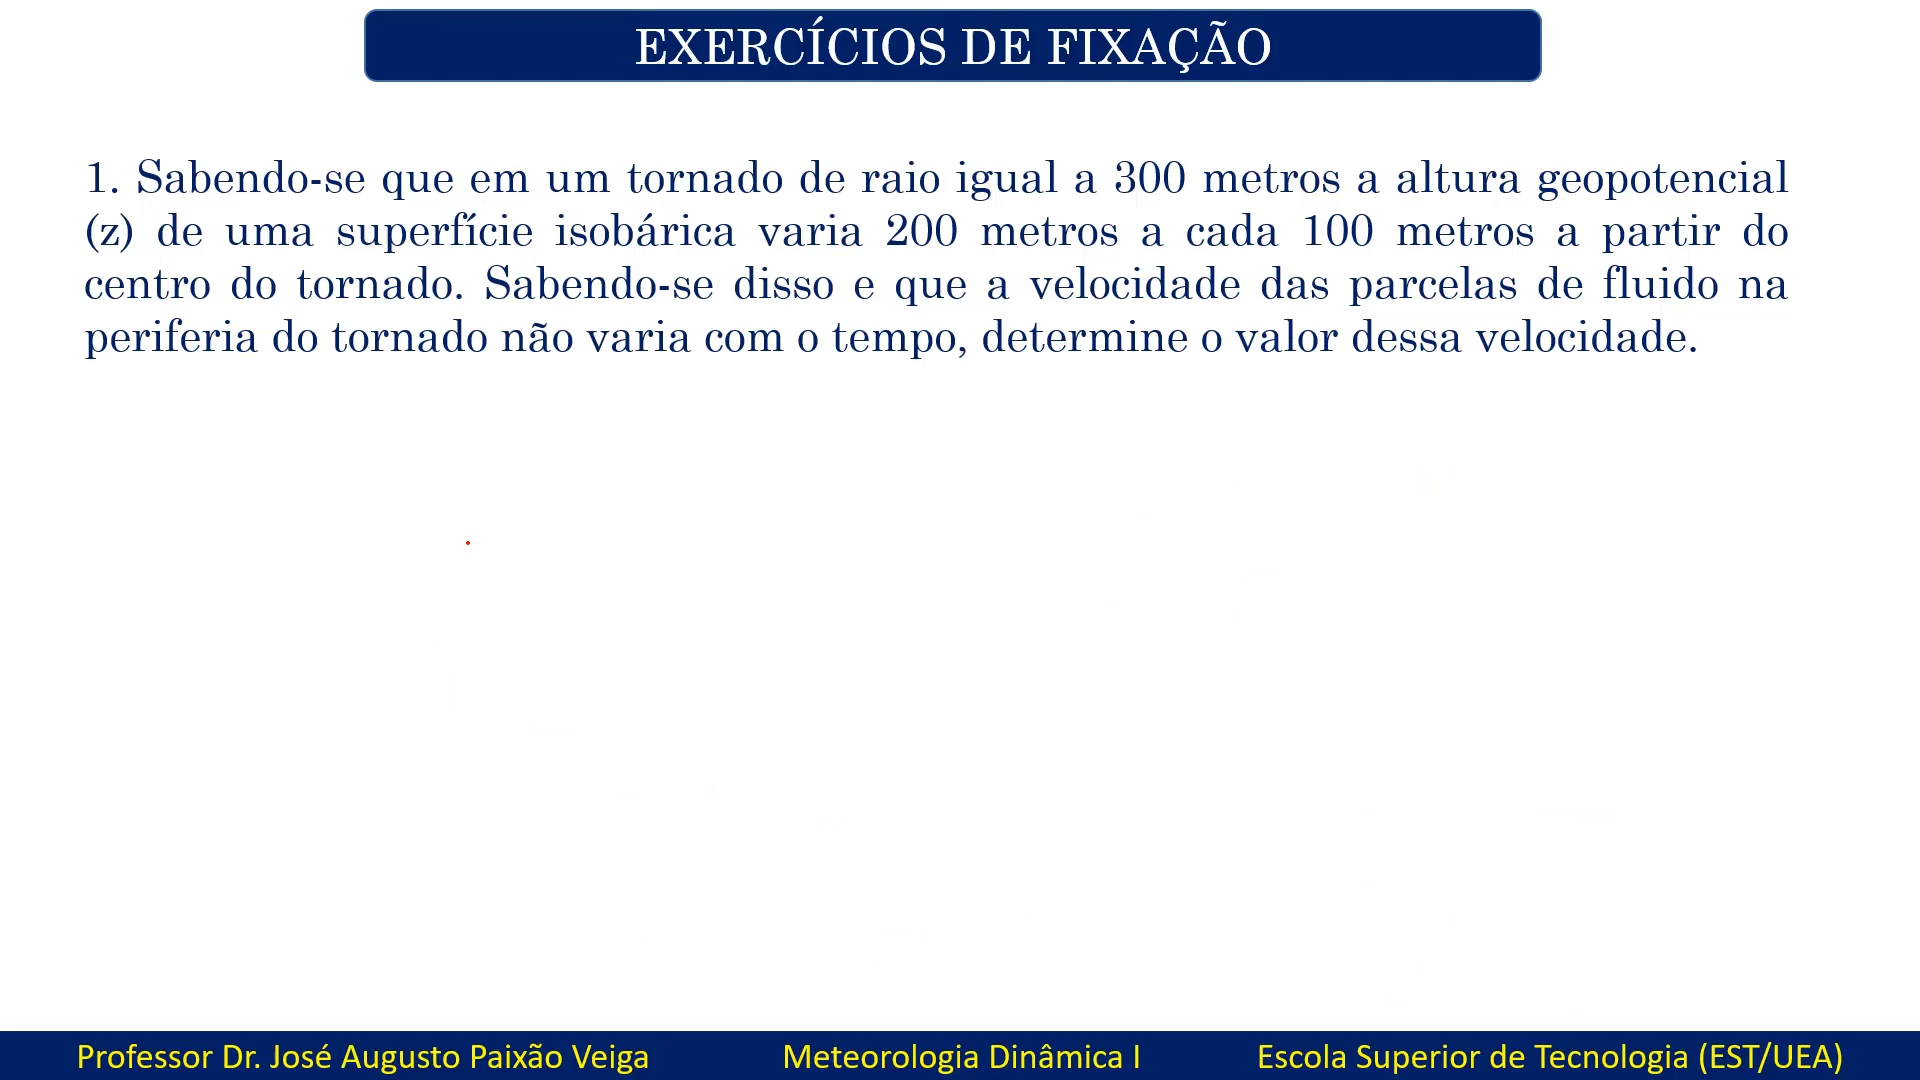 EXERCÍCIOS DE FIXAÇÃO
1. Sabendo-se que em um tornado de raio igual a 300 metros a altura geopotencial
(z) de uma superfície isobárica varia 200 metros a cada 100 metros a partir do
centro do tornado. Sabendo-se disso e que a velocidade das parcelas de fluido na
periferia do tornado não varia com o tempo, determine o valor dessa velocidade.
Professor Dr. José Augusto Paixão Veiga Meteorologia Dinâmica I Escola Superior de Tecnologia (EST/UEA)